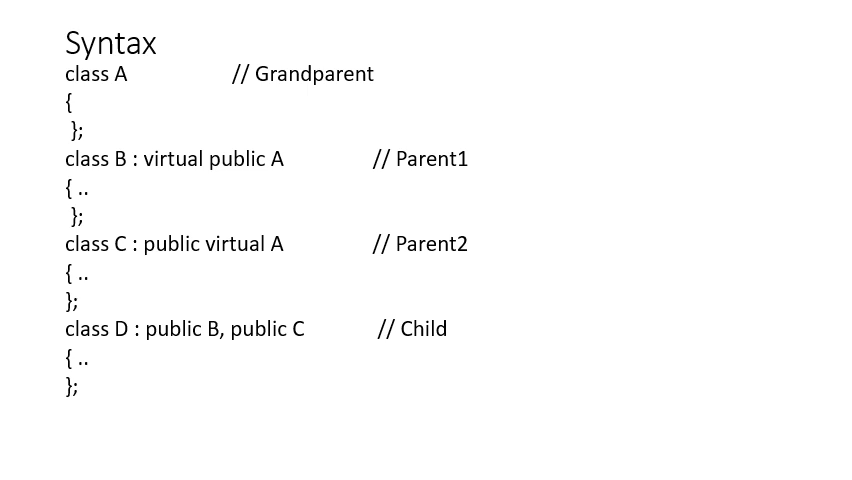 Syntax
class A // Grandparent
{
};
class B : virtual public A // Parent1
{ ..
};
class C : public virtual A // Parent2
{ ..
};
class D : public B, public C // Child
{ ..
};